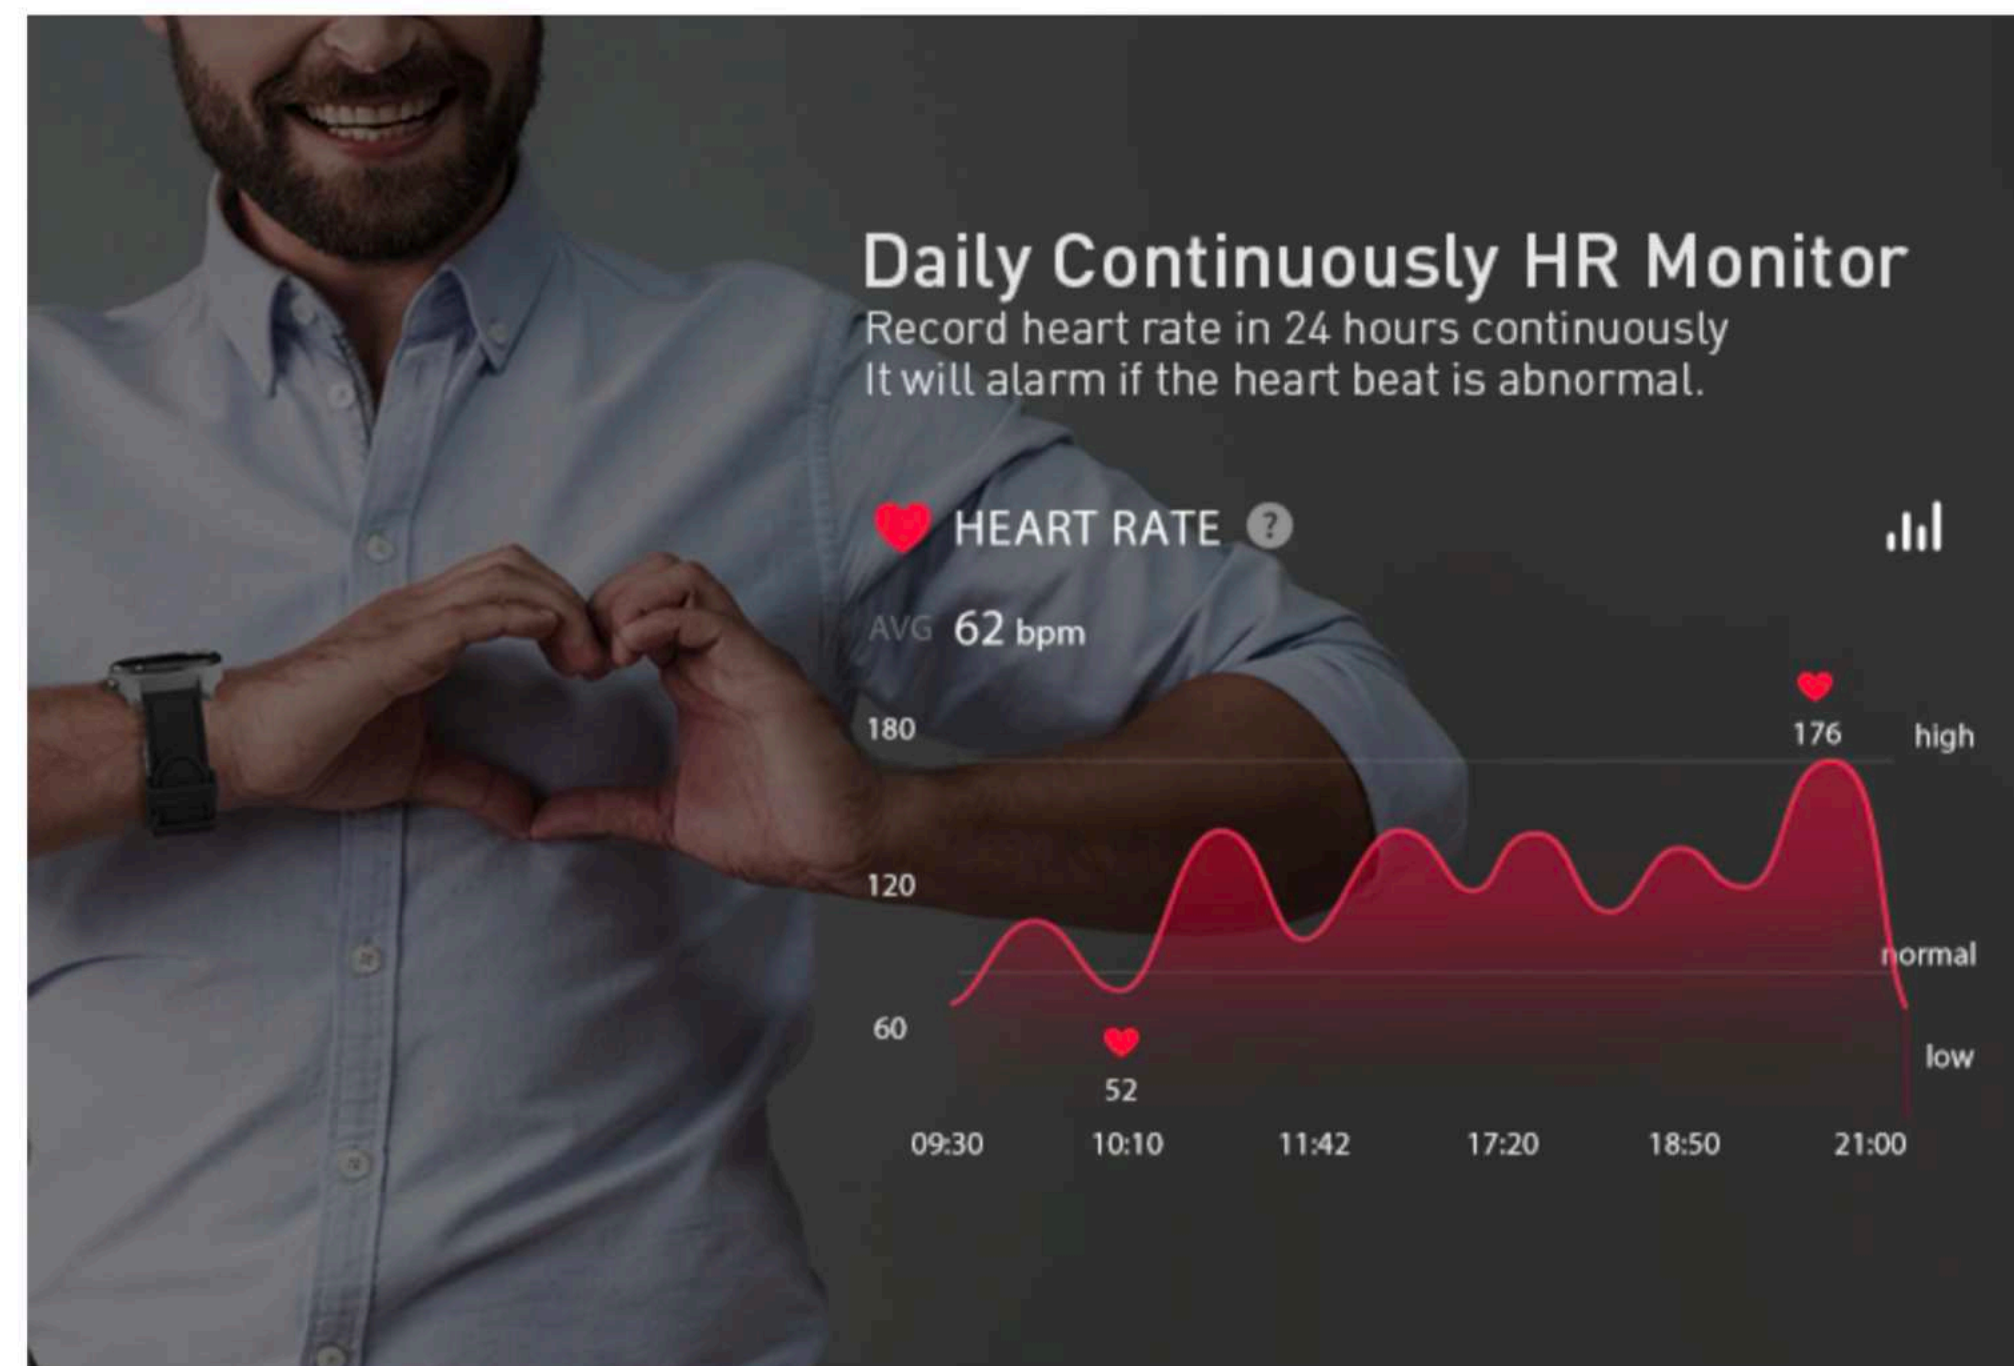 Daily Continuously HR Monitor
Record heart rate in 24 hours continuously
It will alarm if the heart beat is abnormal.
HEART RATE ?
AVG 62 bpm
176
180 high
120
normal
60
low
52
09:30 10:10 11:42 17:20 18:50 21:00